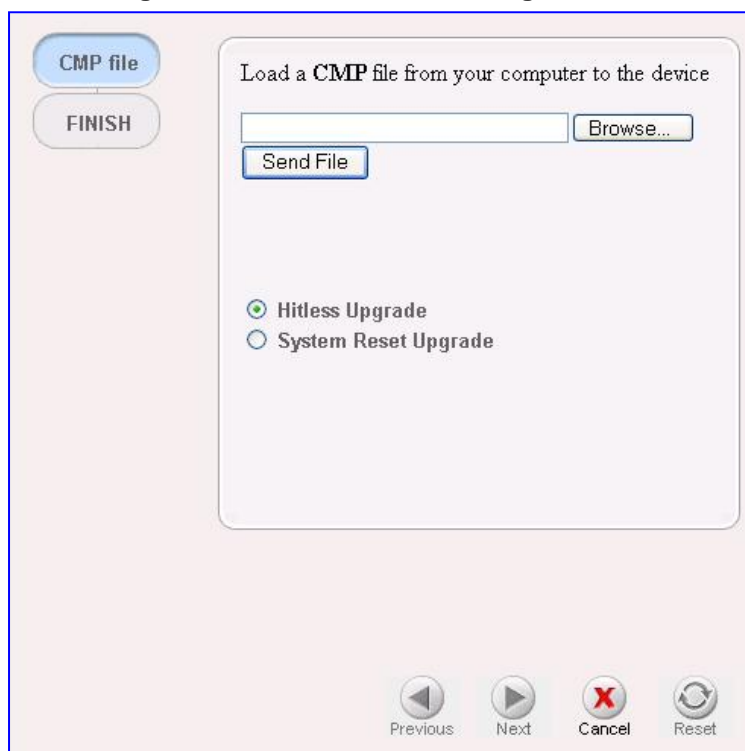 CMP file
FINISH
Load a CMP file from your computer to the device
Browse...
Send File
Hitless Upgrade
System Reset Upgrade
Previous
Next
Cancel
Reset